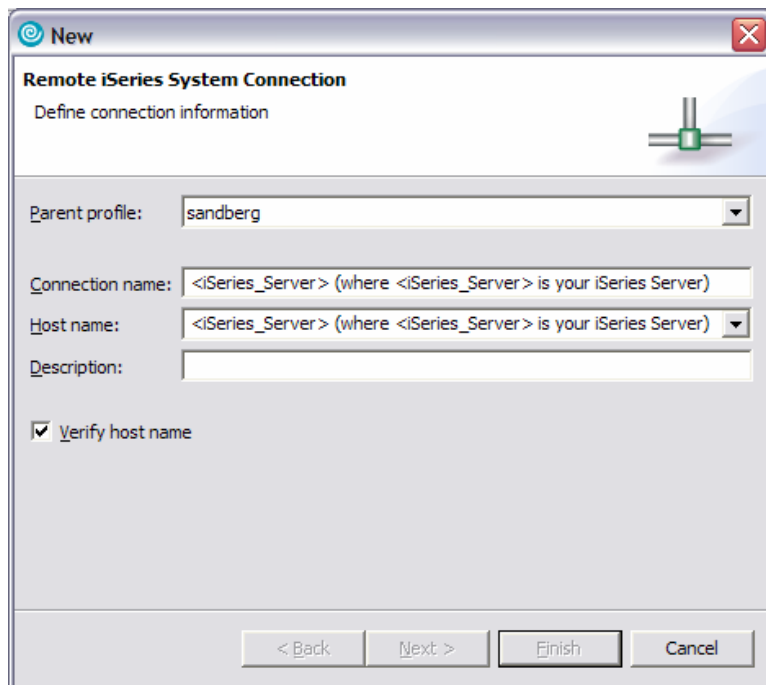 New
Remote iSeries System Connection
Define connection information
Parent profile: sandberg
Connection name: <iSeries_Server> (where <iSeries_Server> is your iSeries Server)
Host name: <iSeries_Server> (where <iSeries_Server> is your iSeries Server)
Description:
Verify host name
< Back Next > Finish Cancel